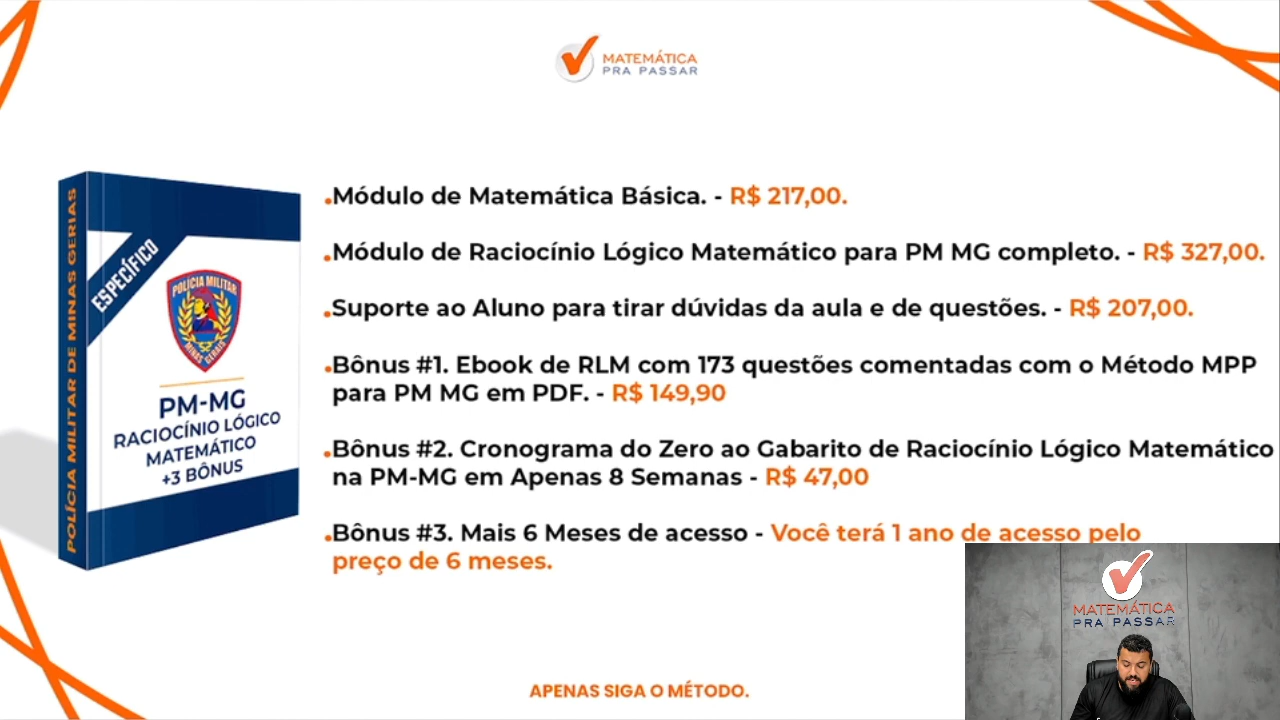 MATEMÁTICA
PRA PASSAR
.Módulo de Matemática Básica. - R$ 217,00.
.Módulo de Raciocínio Lógico Matemático para PM MG completo. - R$ 327,00.
.Suporte ao Aluno para tirar dúvidas da aula e de questões. - R$ 207,00.
.Bônus #1. Ebook de RLM com 173 questões comentadas com o Método MPP
para PM MG em PDF. - R$ 149,90
.Bônus #2. Cronograma do Zero ao Gabarito de Raciocínio Lógico Matemático
na PM-MG em Apenas 8 Semanas - R$ 47,00
.Bônus #3. Mais 6 Meses de acesso - Você terá 1 ano de acesso pelo
preço de 6 meses.
POLÍCIA MILITAR DE MINAS GERIAS
ESPECÍFICO
POLÍCIA MILITAR
MINAS GERAIS
PM-MG
RACIOCÍNIO LÓGICO
MATEMÁTICO
+3 BÔNUS
MATEMÁTICA
PRA PASSAR
APENAS SIGA O MÉTODO.